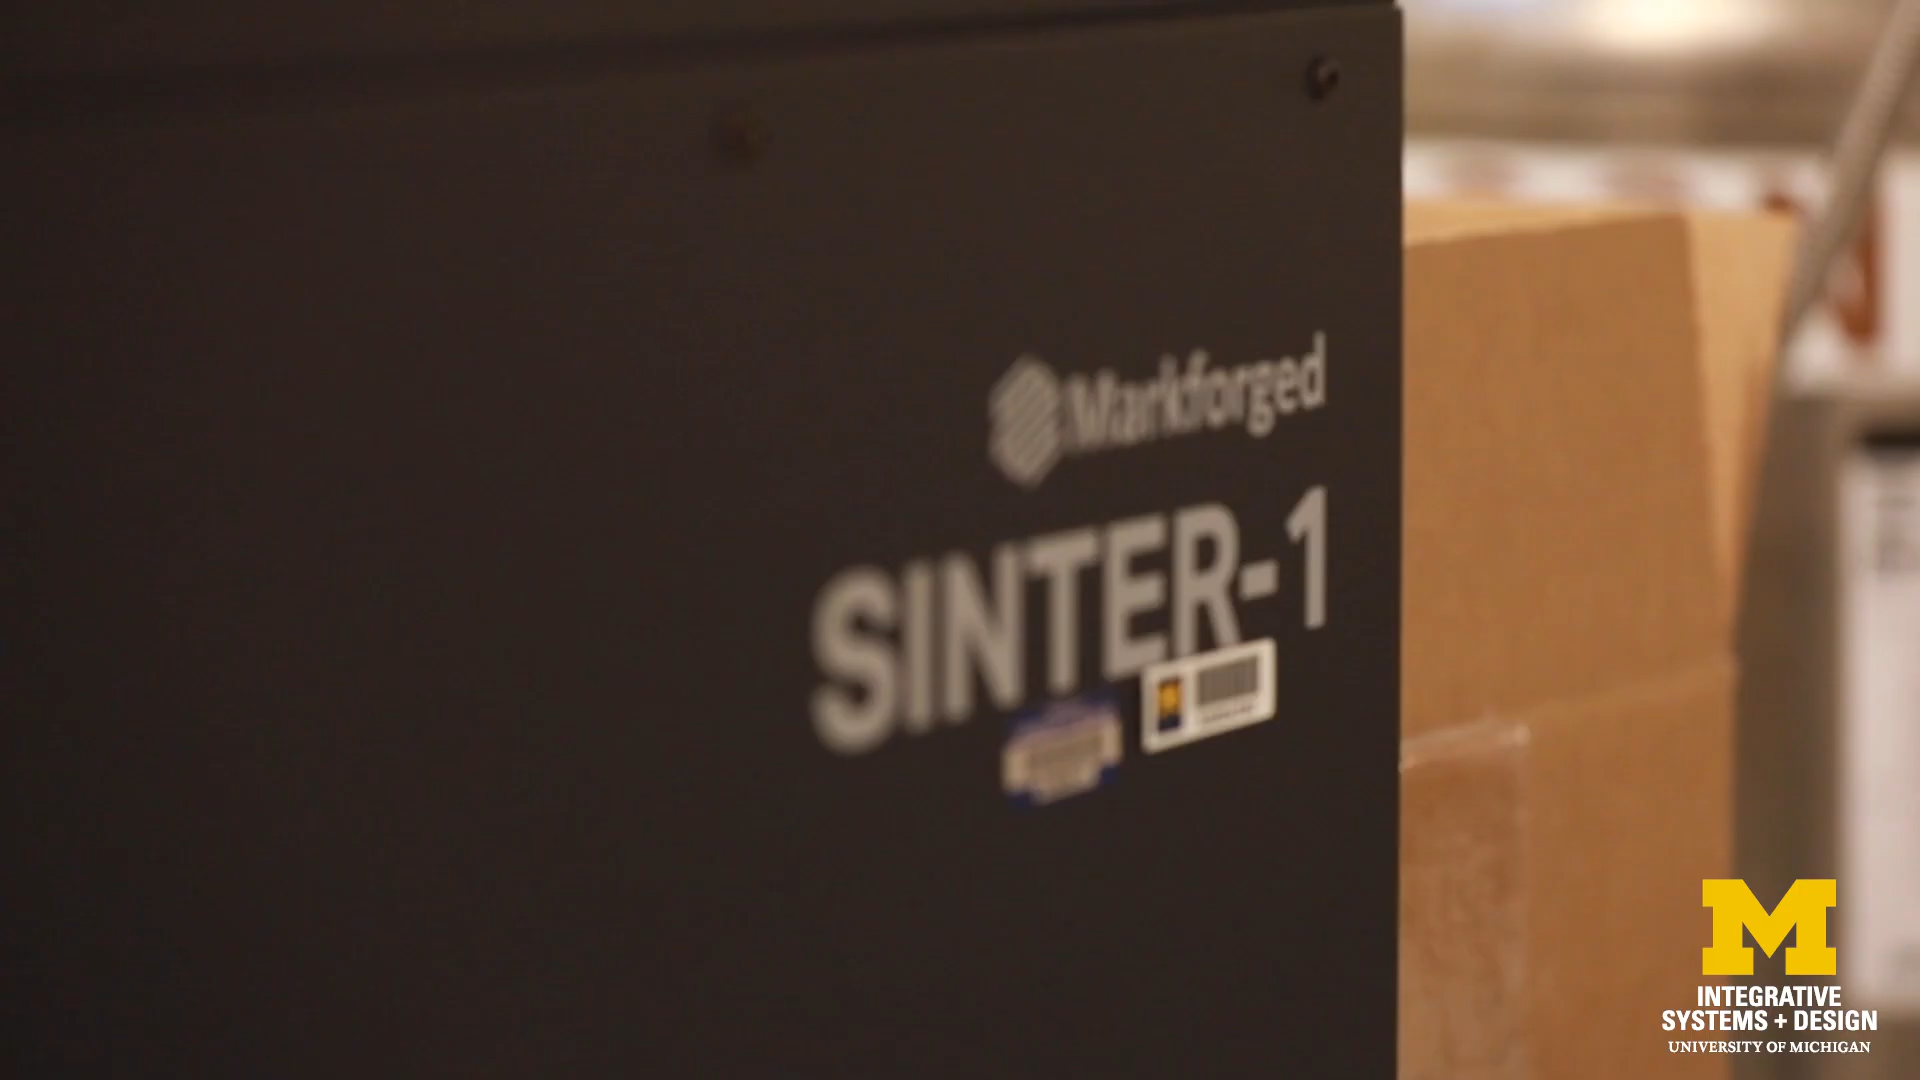 Markforged
SINTER-1
M
INTEGRATIVE
SYSTEMS + DESIGN
UNIVERSITY OF MICHIGAN